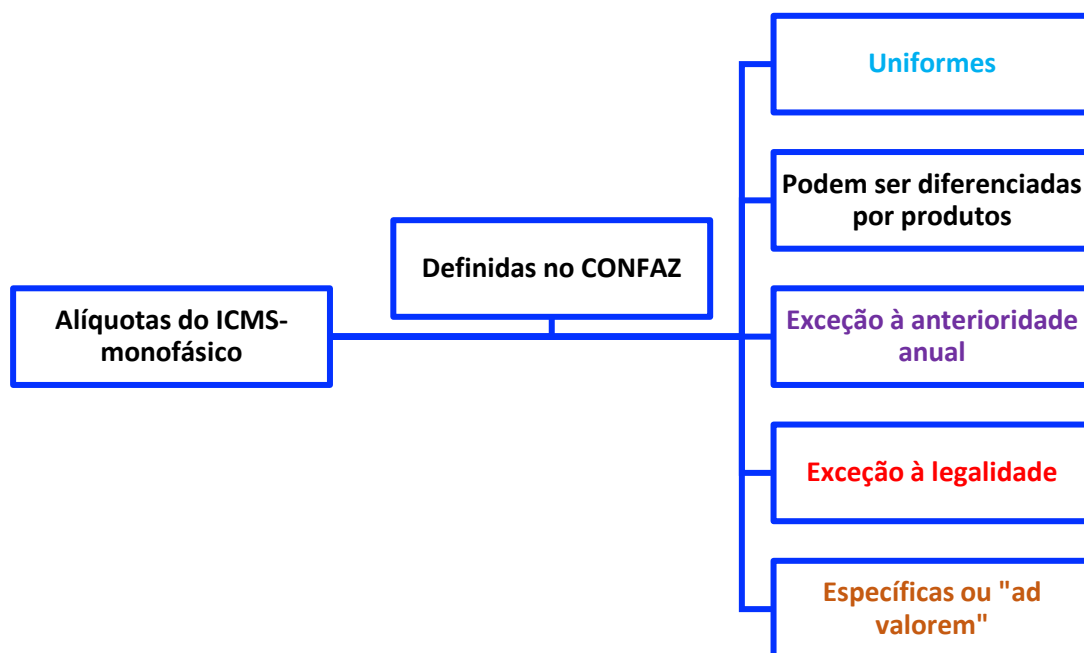 Alíquotas do ICMS-
monofásico
Definidas no CONFAZ
Uniformes
Podem ser diferenciadas
por produtos
Exceção à anterioridade
anual
Exceção à legalidade
Específicas ou "ad
valorem"